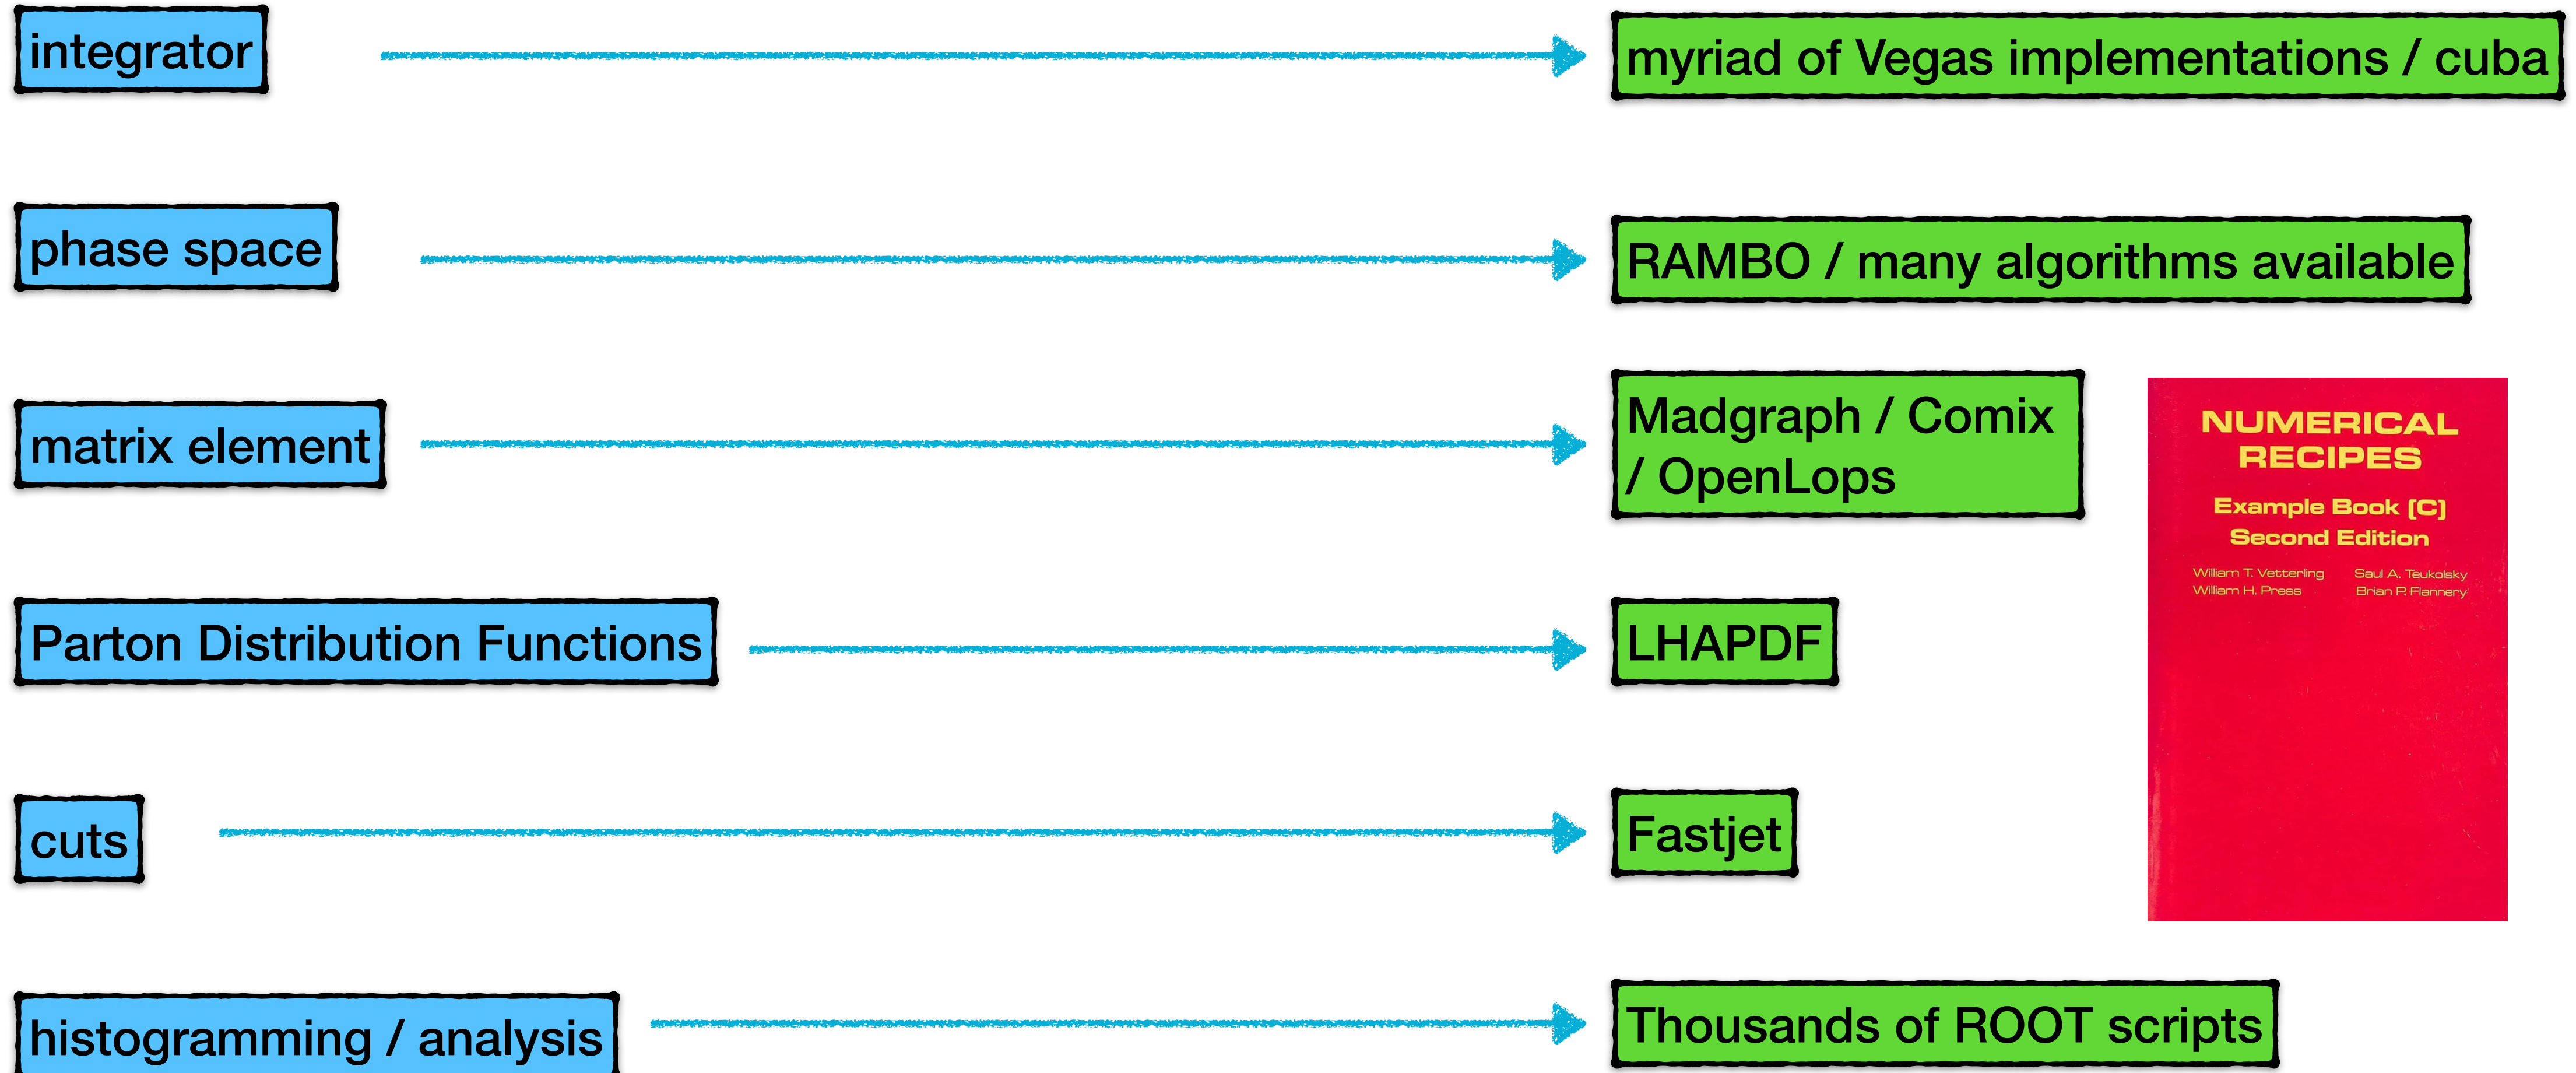 integrator
myriad of Vegas implementations / cuba
phase space
RAMBO / many algorithms available
matrix element
Madgraph / Comix
/ OpenLops
NUMERICAL
RECIPES
Example Book (C)
Second Edition
William T. Vetterling Saul A. Teukolsky
William H. Press Brian P. Flannery
Parton Distribution Functions
LHAPDF
cuts
Fastjet
histogramming / analysis
Thousands of ROOT scripts